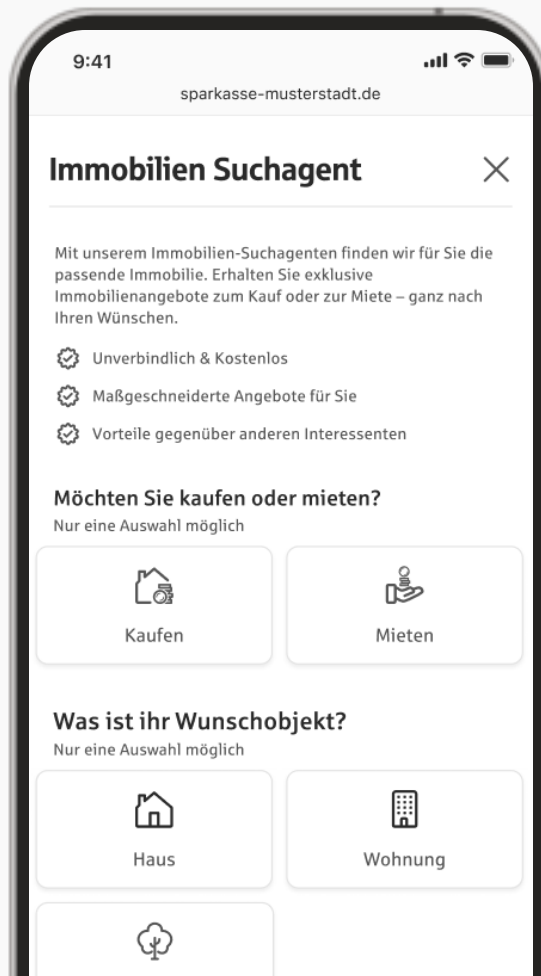 9:41
sparkasse-musterstadt.de
Immobilien Suchagent
Mit unserem Immobilien-Suchagenten finden wir für Sie die
passende Immobilie. Erhalten Sie exklusive
Immobilienangebote zum Kauf oder zur Miete – ganz nach
Ihren Wünschen.
Unverbindlich & Kostenlos
Maßgeschneiderte Angebote für Sie
Vorteile gegenüber anderen Interessenten
Möchten Sie kaufen oder mieten?
Nur eine Auswahl möglich
Kaufen
Mieten
Was ist ihr Wunschobjekt?
Nur eine Auswahl möglich
Haus
Wohnung